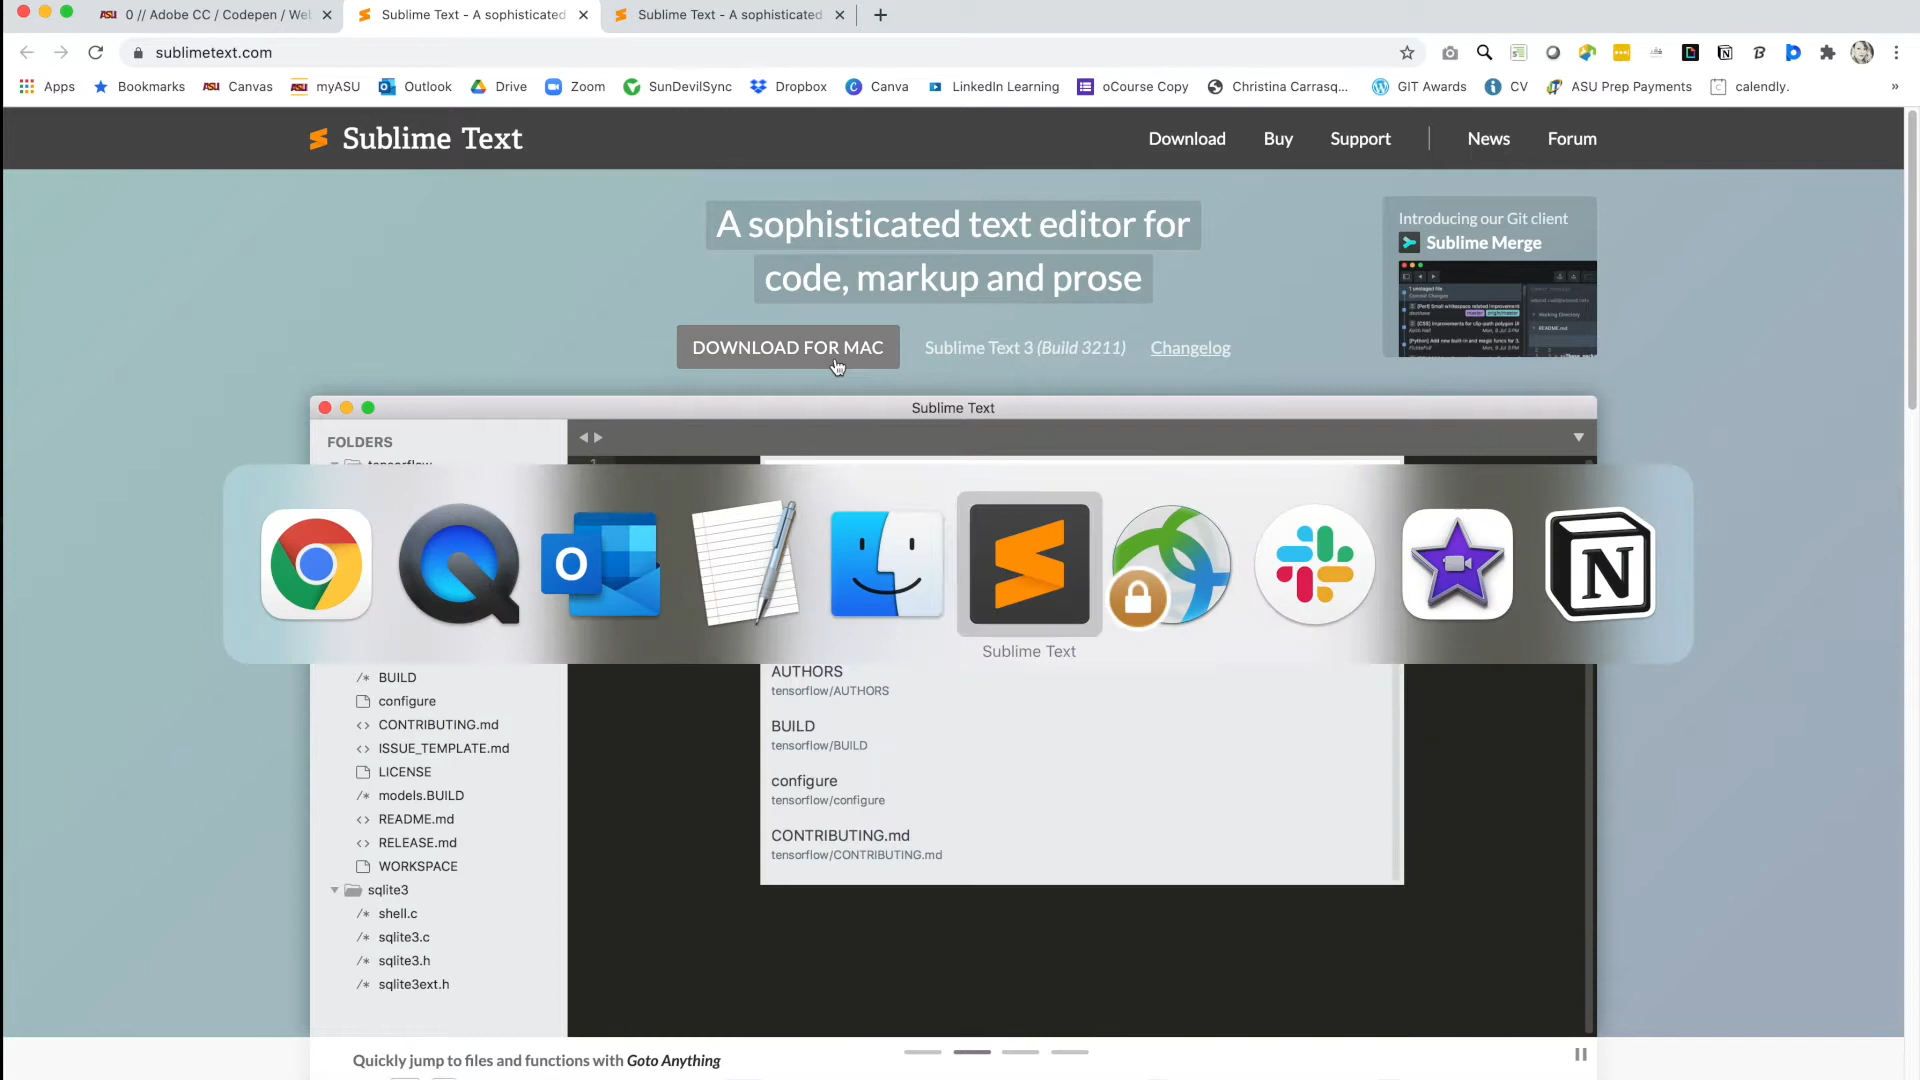 0 // Adobe CC / Codepen / Web
Sublime Text - A sophisticated
Sublime Text - A sophisticated
sublimetext.com
Apps
Bookmarks
ASU
Canvas
ASU
myASU
Outlook
Drive
Zoom
SunDevilSync
Dropbox
Canva
LinkedIn Learning
oCourse Copy
Christina Carrasq...
GIT Awards
CV
ASU Prep Payments
calendly.
»
Sublime Text
Download
Buy
Support
News
Forum
A sophisticated text editor for
code, markup and prose
Introducing our Git client
Sublime Merge
DOWNLOAD FOR MAC
Sublime Text 3 (Build 3211)
Changelog
Sublime Text
FOLDERS
tensorflow
1
Sublime Text
/* BUILD
configure
<> CONTRIBUTING.md
<> ISSUE_TEMPLATE.md
LICENSE
/* models.BUILD
<> README.md
<> RELEASE.md
WORKSPACE
sqlite3
/* shell.c
/* sqlite3.c
/* sqlite3.h
/* sqlite3ext.h
AUTHORS
tensorflow/AUTHORS
BUILD
tensorflow/BUILD
configure
tensorflow/configure
CONTRIBUTING.md
tensorflow/CONTRIBUTING.md
Quickly jump to files and functions with Goto Anything